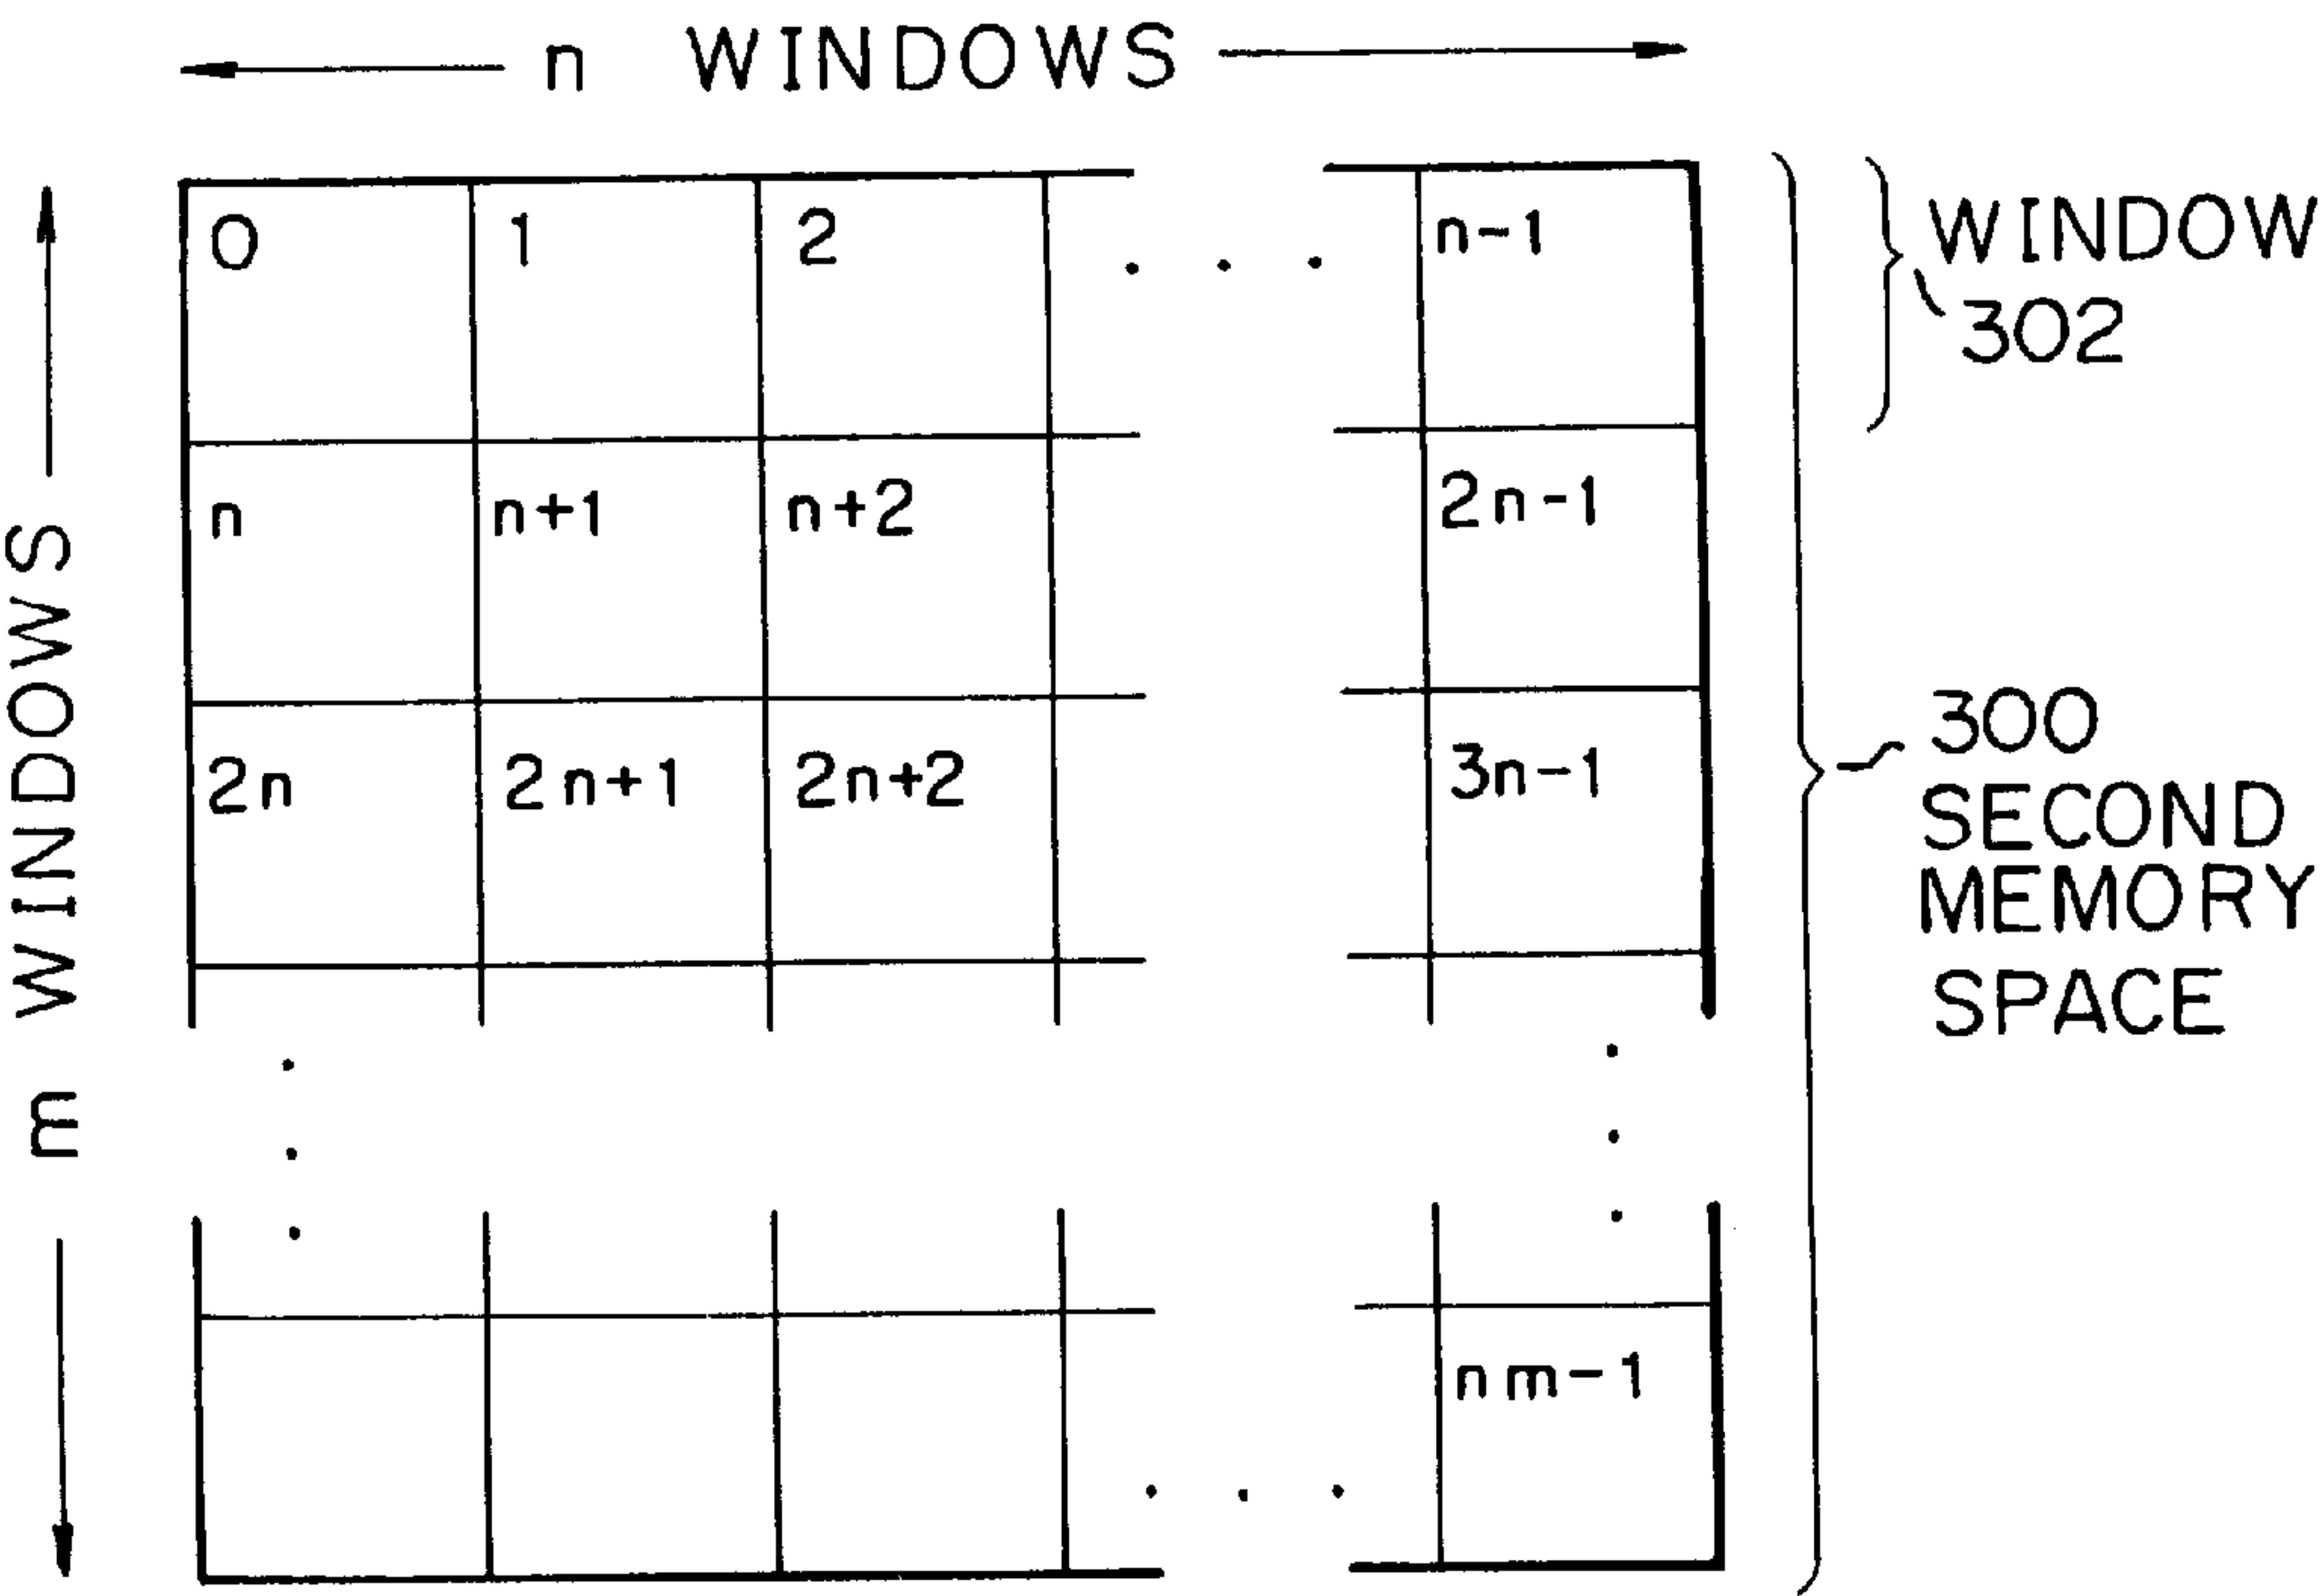 n WINDOWS
m WINDOWS
0 1 2 . . . n-1
n n+1 n+2 2n-1
2n 2n+1 2n+2 3n-1
nm-1
WINDOW
302
300
SECOND
MEMORY
SPACE